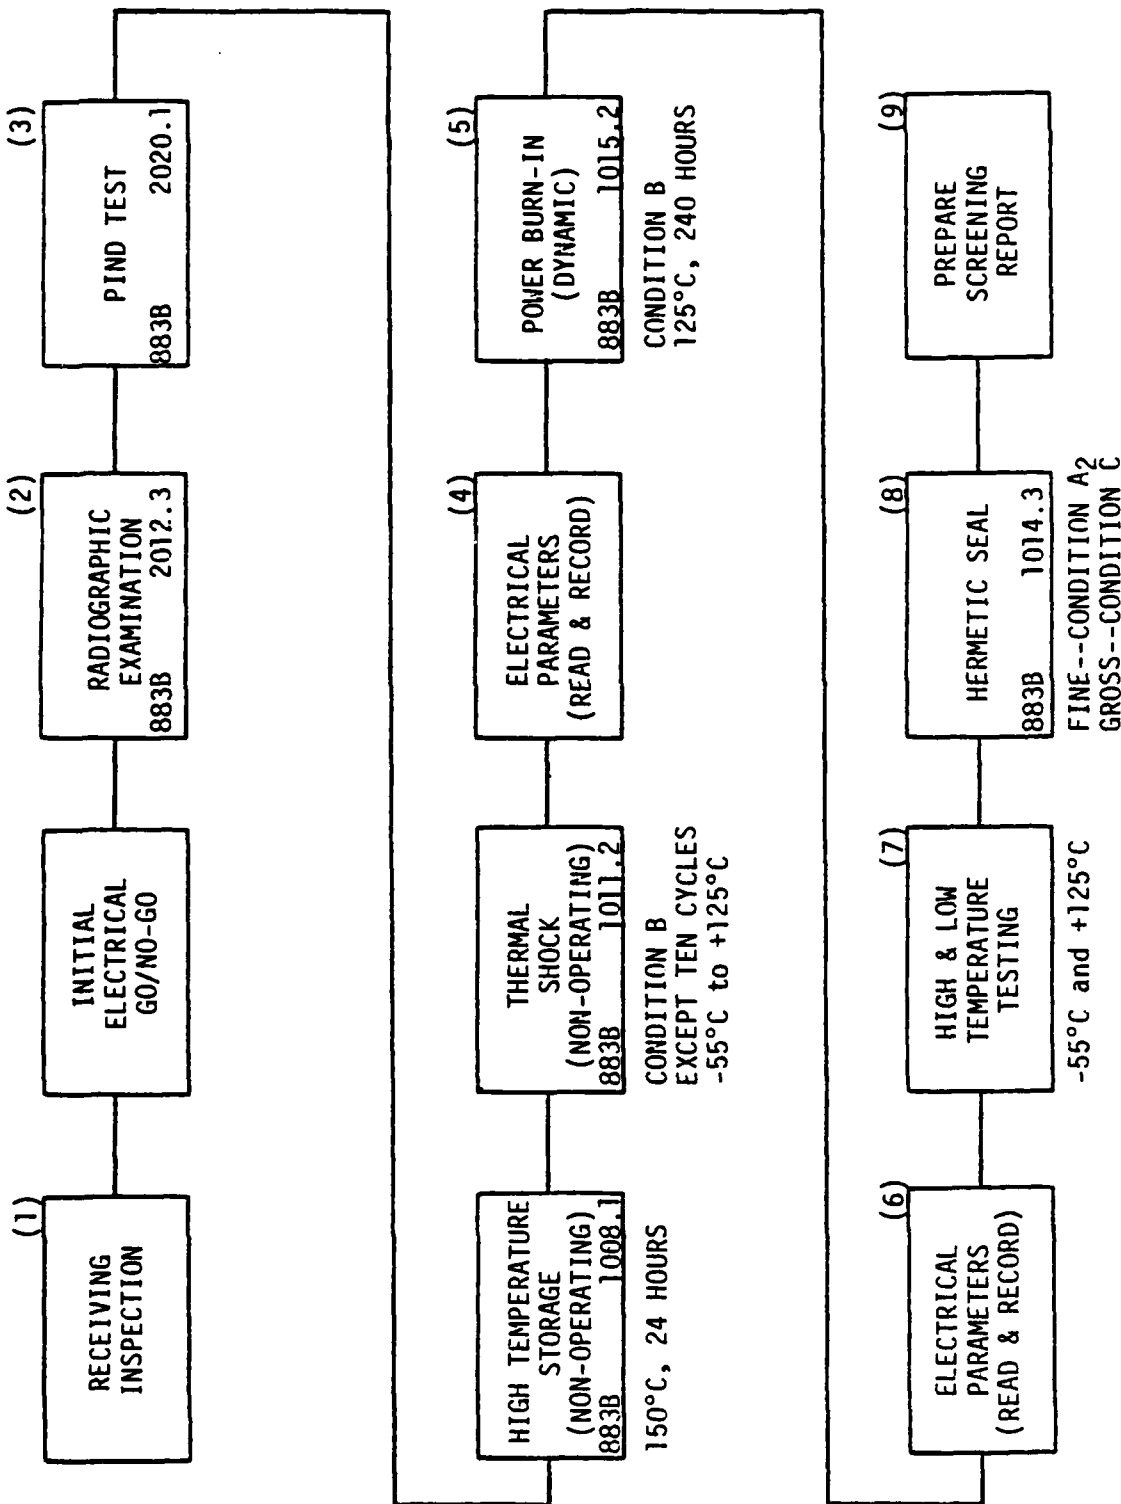 (1)
RECEIVING
INSPECTION
INITIAL
ELECTRICAL
GO/NO-GO
(2)
RADIOGRAPHIC
EXAMINATION
883B 2012.3
(3)
PIND TEST
883B 2020.1
HIGH TEMPERATURE
STORAGE
(NON-OPERATING)
883B 1008.1
150°C, 24 HOURS
THERMAL
SHOCK
(NON-OPERATING)
883B 1011.2
CONDITION B
EXCEPT TEN CYCLES
-55°C to +125°C
(4)
ELECTRICAL
PARAMETERS
(READ & RECORD)
(5)
POWER BURN-IN
(DYNAMIC)
883B 1015.2
CONDITION B
125°C, 240 HOURS
(6)
ELECTRICAL
PARAMETERS
(READ & RECORD)
(7)
HIGH & LOW
TEMPERATURE
TESTING
-55°C and +125°C
(8)
HERMETIC SEAL
883B 1014.3
FINE--CONDITION A2
GROSS--CONDITION C
(9)
PREPARE
SCREENING
REPORT